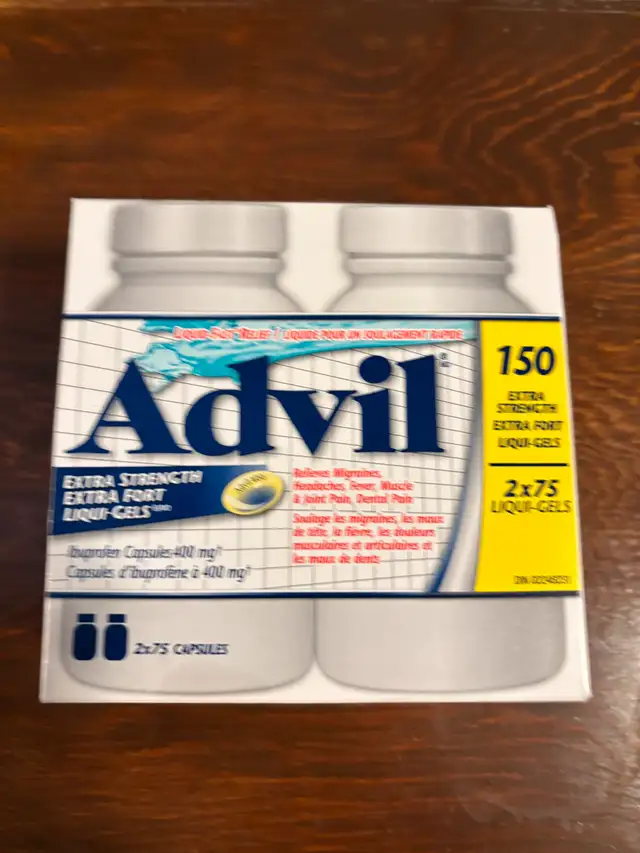 LIQUID FAST RELIEF / LIQUIDE POUR UN SOULAGEMENT RAPIDE
Advil
EXTRA STRENGTH
EXTRA FORT
LIQUI-GELS
Relieves Migraines,
Headaches, Fever, Muscle
& Joint Pain, Dental Pain
Soulage les migraines, les maux
de tête, la fièvre, les douleurs
musculaires et articulaires et
les maux de dents
Ibuprofen Capsules 400 mg
Capsules d'ibuprofène à 400 mg
2x75 CAPSULES
150
EXTRA
STRENGTH
EXTRA FORT
LIQUI-GELS
2x75
LIQUI-GELS
DIN